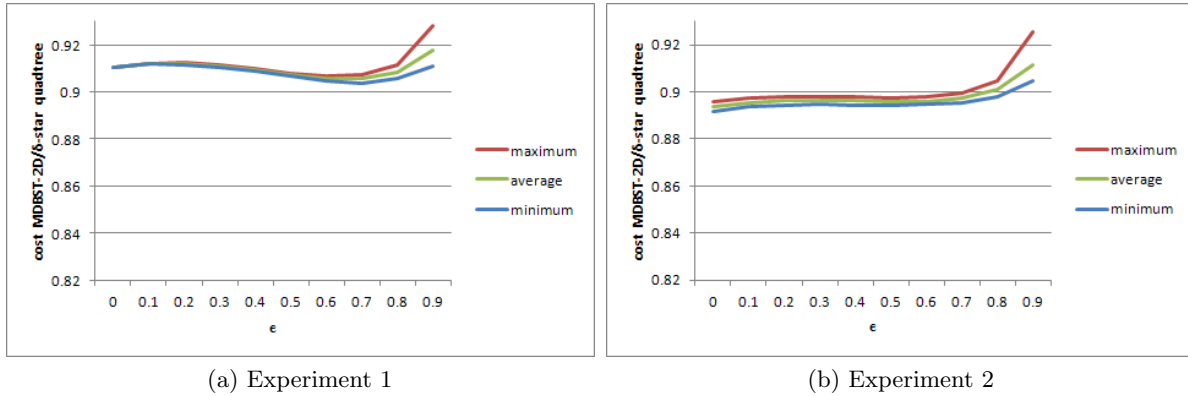 cost MDBST-2D/δ-star quadtree
0.92
0.9
0.88
0.86
0.84
0.82
0 0.1 0.2 0.3 0.4 0.5 0.6 0.7 0.8 0.9
ϵ
maximum
average
minimum
(a) Experiment 1
cost MDBST-2D/δ-star quadtree
0.92
0.9
0.88
0.86
0.84
0.82
0 0.1 0.2 0.3 0.4 0.5 0.6 0.7 0.8 0.9
ϵ
maximum
average
minimum
(b) Experiment 2